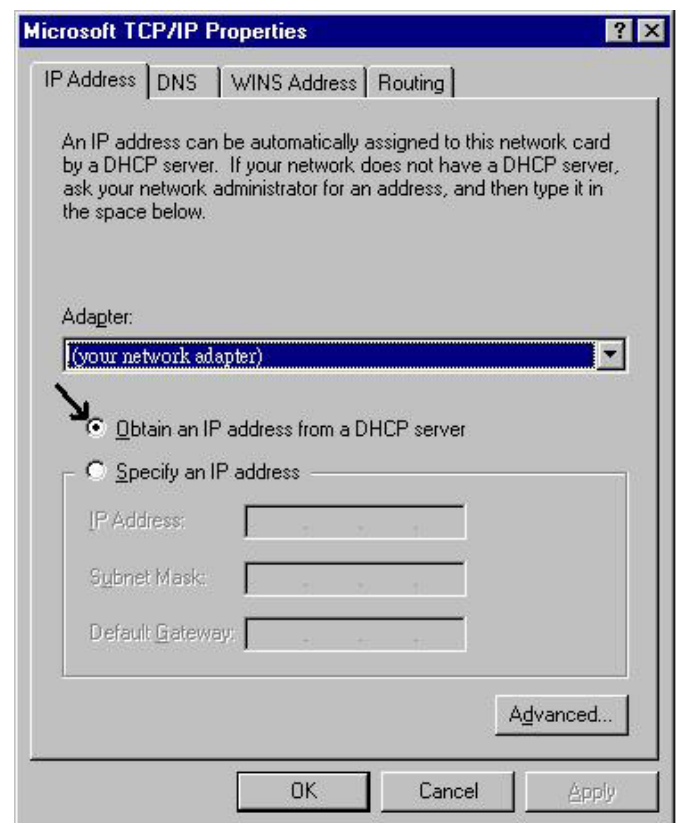 Microsoft TCP/IP Properties
IP Address DNS WINS Address Routing
An IP address can be automatically assigned to this network card
by a DHCP server. If your network does not have a DHCP server,
ask your network administrator for an address, and then type it in
the space below.
Adapter:
(your network adapter)
Obtain an IP address from a DHCP server
Specify an IP address
IP Address:
Subnet Mask:
Default Gateway:
Advanced...
OK Cancel Apply